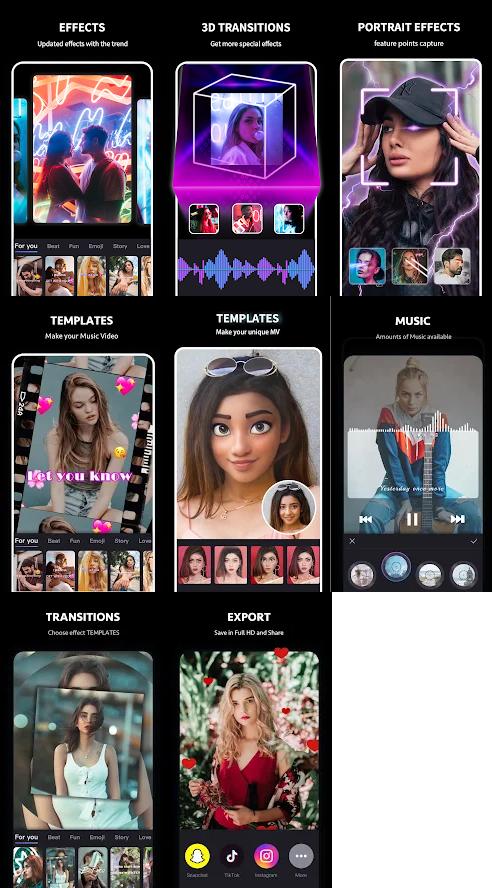 EFFECTS
Updated effects with the trend
For you Beat Fun Emoji Story Love
3D TRANSITIONS
Get more special effects
PORTRAIT EFFECTS
feature points capture
TEMPLATES
Make your Music Video
Let you know
For you Beat Fun Emoji Story Love
TEMPLATES
Make your unique MV
MUSIC
Amounts of Music available
Yesterday once more
TRANSITIONS
Choose effect TEMPLATES
For you Beat Fun Emoji Story Love
EXPORT
Save in Full HD and Share
Snapchat TikTok Instagram More